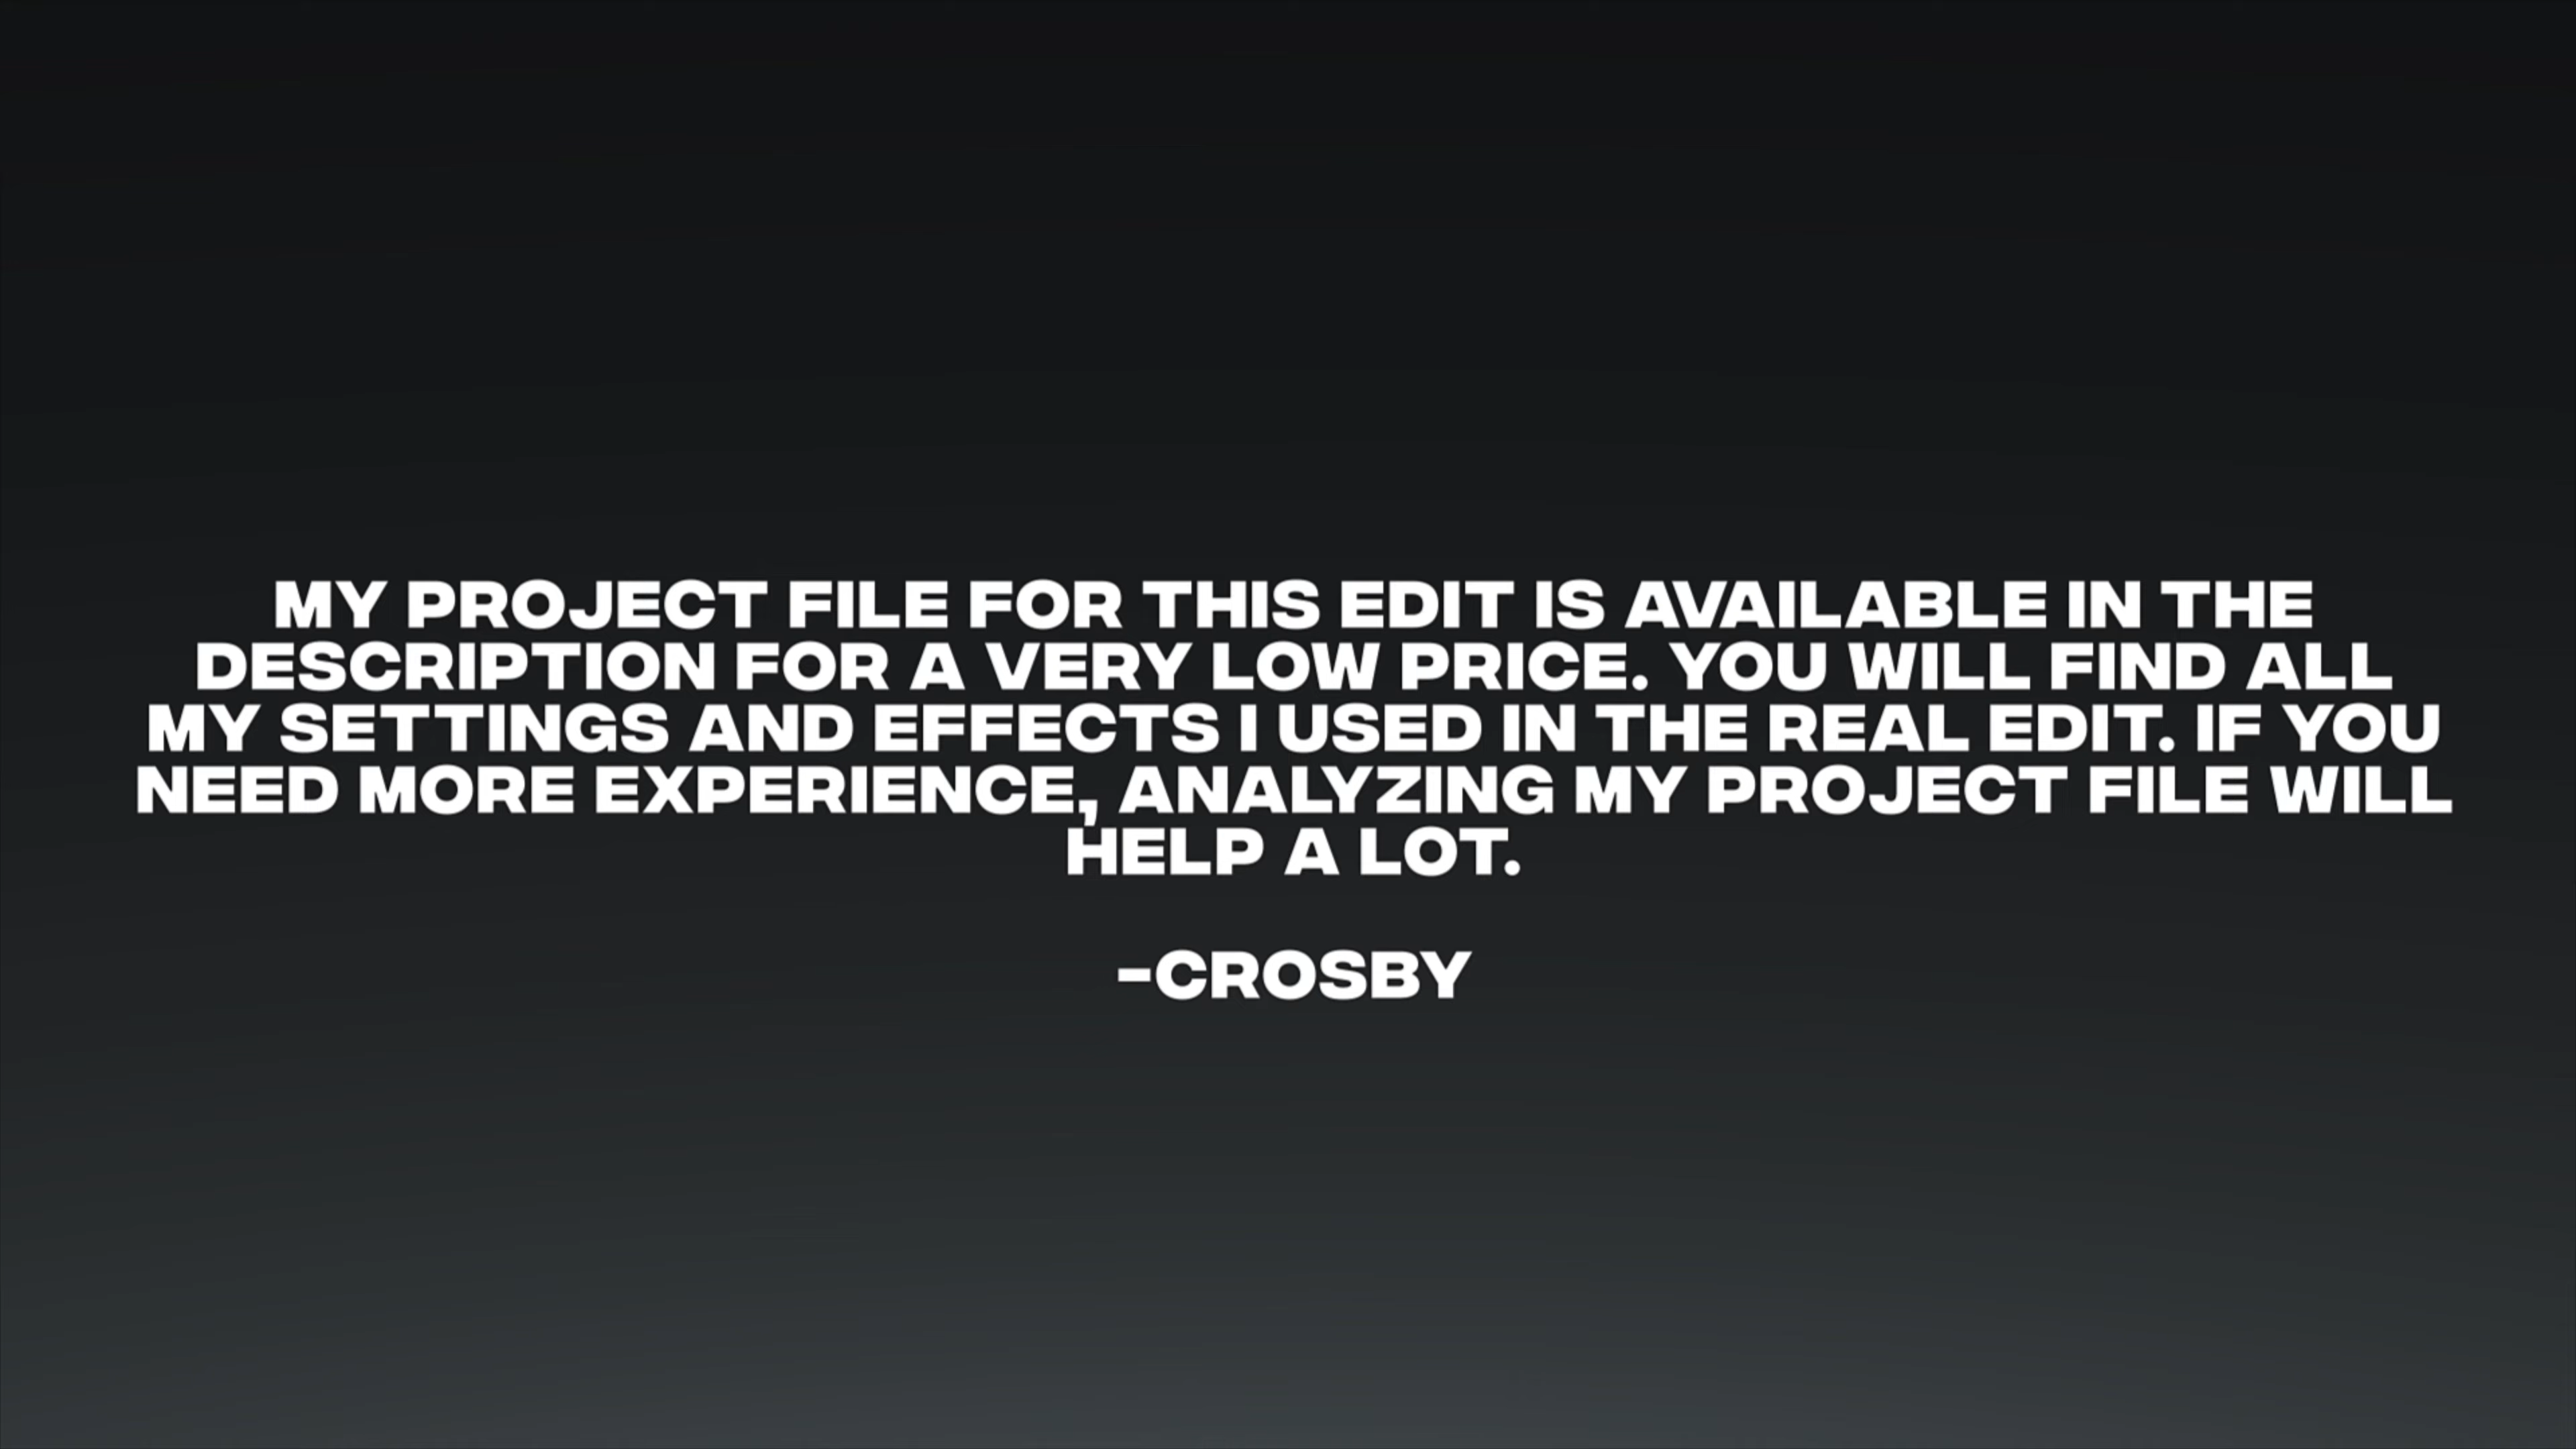 MY PROJECT FILE FOR THIS EDIT IS AVAILABLE IN THE
DESCRIPTION FOR A VERY LOW PRICE. YOU WILL FIND ALL
MY SETTINGS AND EFFECTS I USED IN THE REAL EDIT. IF YOU
NEED MORE EXPERIENCE, ANALYZING MY PROJECT FILE WILL
HELP A LOT.
-CROSBY